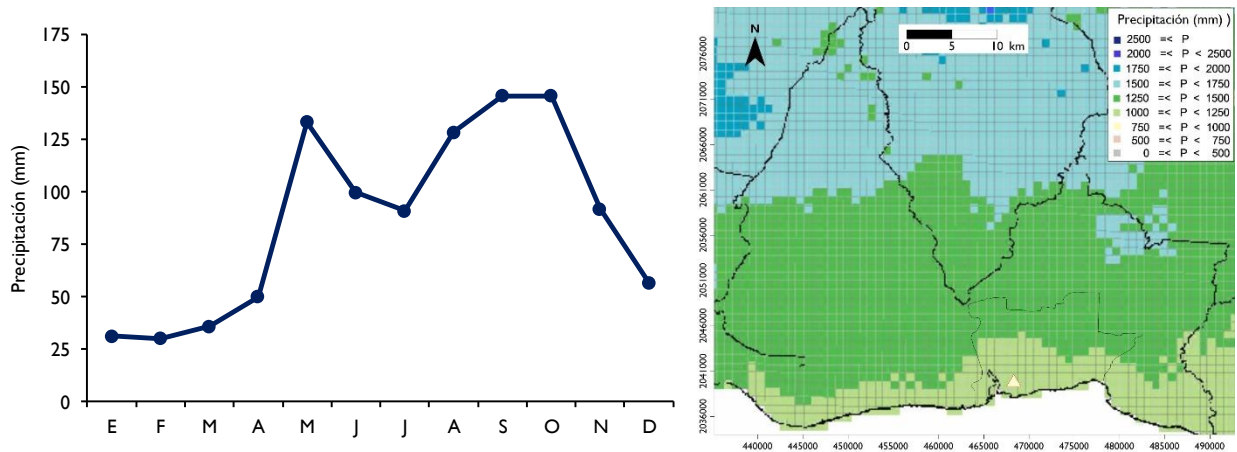 Precipitación (mm)
175
150
125
100
75
50
25
0
E F M A M J J A S O N D
N
0 5 10 km
Precipitación (mm) )
2500 =< P
2000 =< P < 2500
1750 =< P < 2000
1500 =< P < 1750
1250 =< P < 1500
1000 =< P < 1250
750 =< P < 1000
500 =< P < 750
0 =< P < 500
2076000
2071000
2066000
2061000
2056000
2051000
2046000
2041000
2036000
440000 445000 450000 455000 460000 465000 470000 475000 480000 485000 490000